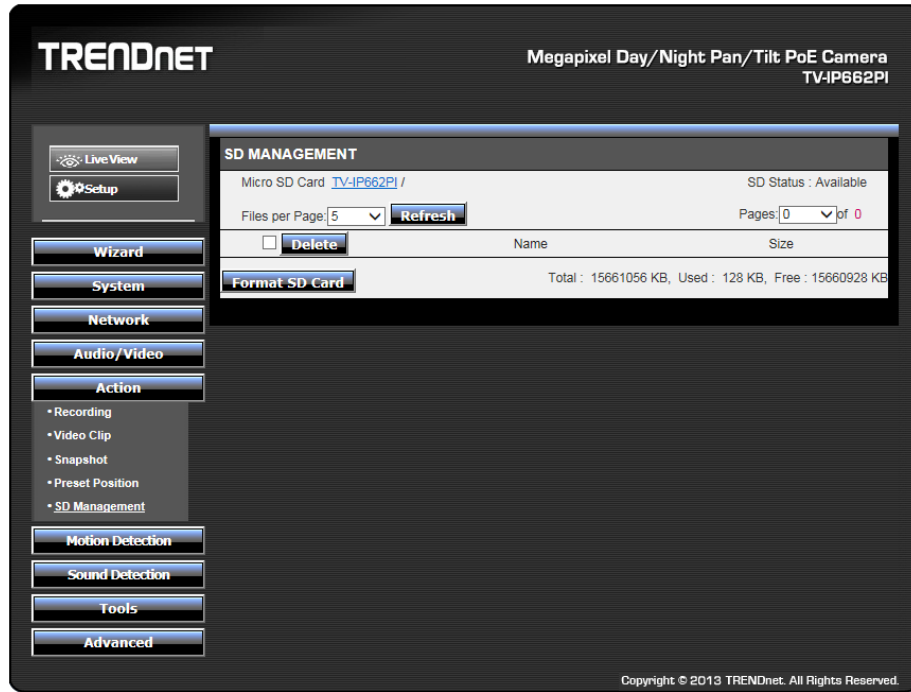 TRENDNET
Megapixel Day/Night Pan/Tilt PoE Camera
TV-IP662PI
Live View
Setup
Wizard
System
Network
Audio/Video
Action
• Recording
• Video Clip
• Snapshot
• Preset Position
• SD Management
Motion Detection
Sound Detection
Tools
Advanced
SD MANAGEMENT
Micro SD Card TV-IP662PI /
SD Status : Available
Files per Page: 5 Refresh
Pages: 0 of 0
Delete Name Size
Format SD Card
Total : 15661056 KB, Used : 128 KB, Free : 15660928 KB
Copyright © 2013 TRENDnet. All Rights Reserved.